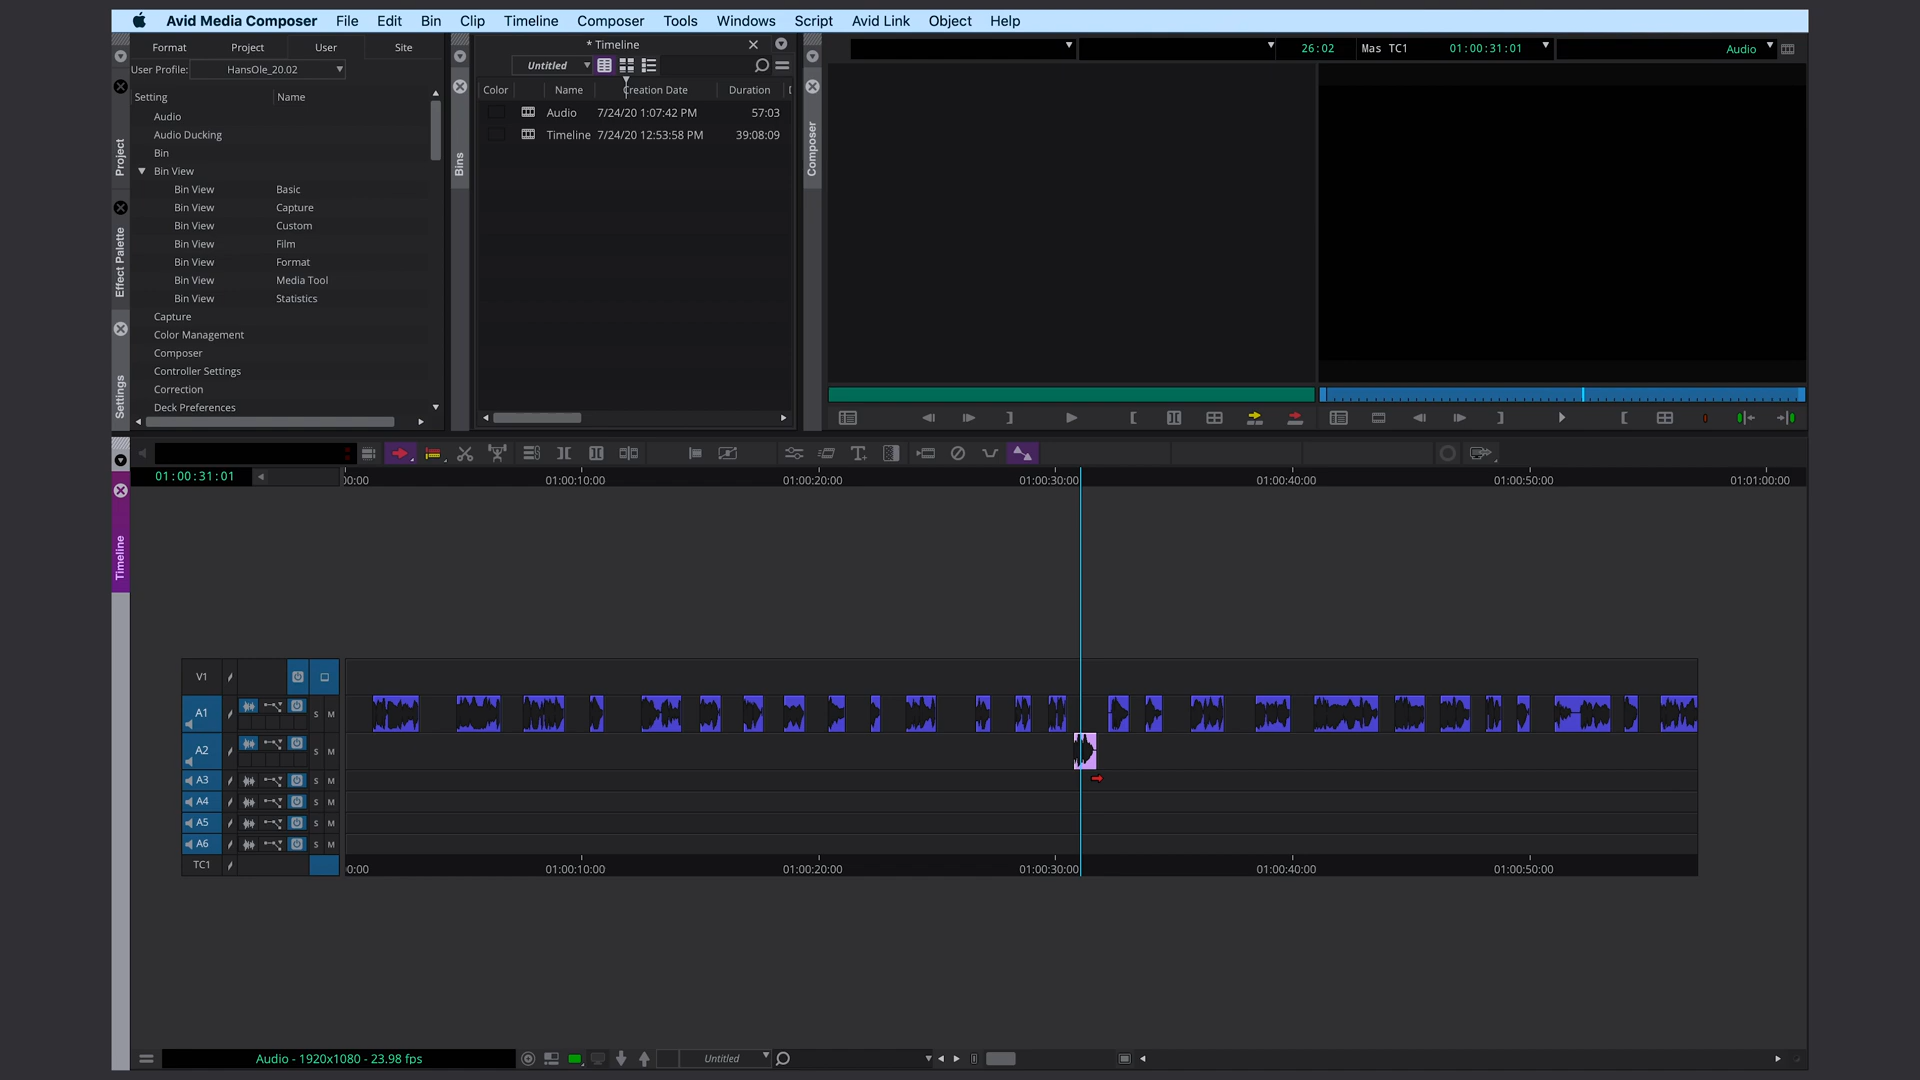 Avid Media Composer File Edit Bin Clip Timeline Composer Tools Windows Script Avid Link Object Help
Format Project User Site
User Profile: HansOle_20.02
Setting Name
Audio
Audio Ducking
Bin
Bin View
Bin View Basic
Bin View Capture
Bin View Custom
Bin View Film
Bin View Format
Bin View Media Tool
Bin View Statistics
Capture
Color Management
Composer
Controller Settings
Correction
Deck Preferences
Project
Effect Palette
Settings
* Timeline
Untitled
Color Name Creation Date Duration
Audio 7/24/20 1:07:42 PM 57:03
Timeline 7/24/20 12:53:58 PM 39:08:09
Bins
Composer
26:02 Mas TC1 01:00:31:01 Audio
Timeline
01:00:31:01
01:00:10:00 01:00:20:00 01:00:30:00 01:00:40:00 01:00:50:00 01:01:00:00
V1
A1 S M
A2 S M
A3 S M
A4 S M
A5 S M
A6 S M
TC1
01:00:10:00 01:00:20:00 01:00:30:00 01:00:40:00 01:00:50:00
Audio - 1920x1080 - 23.98 fps
Untitled